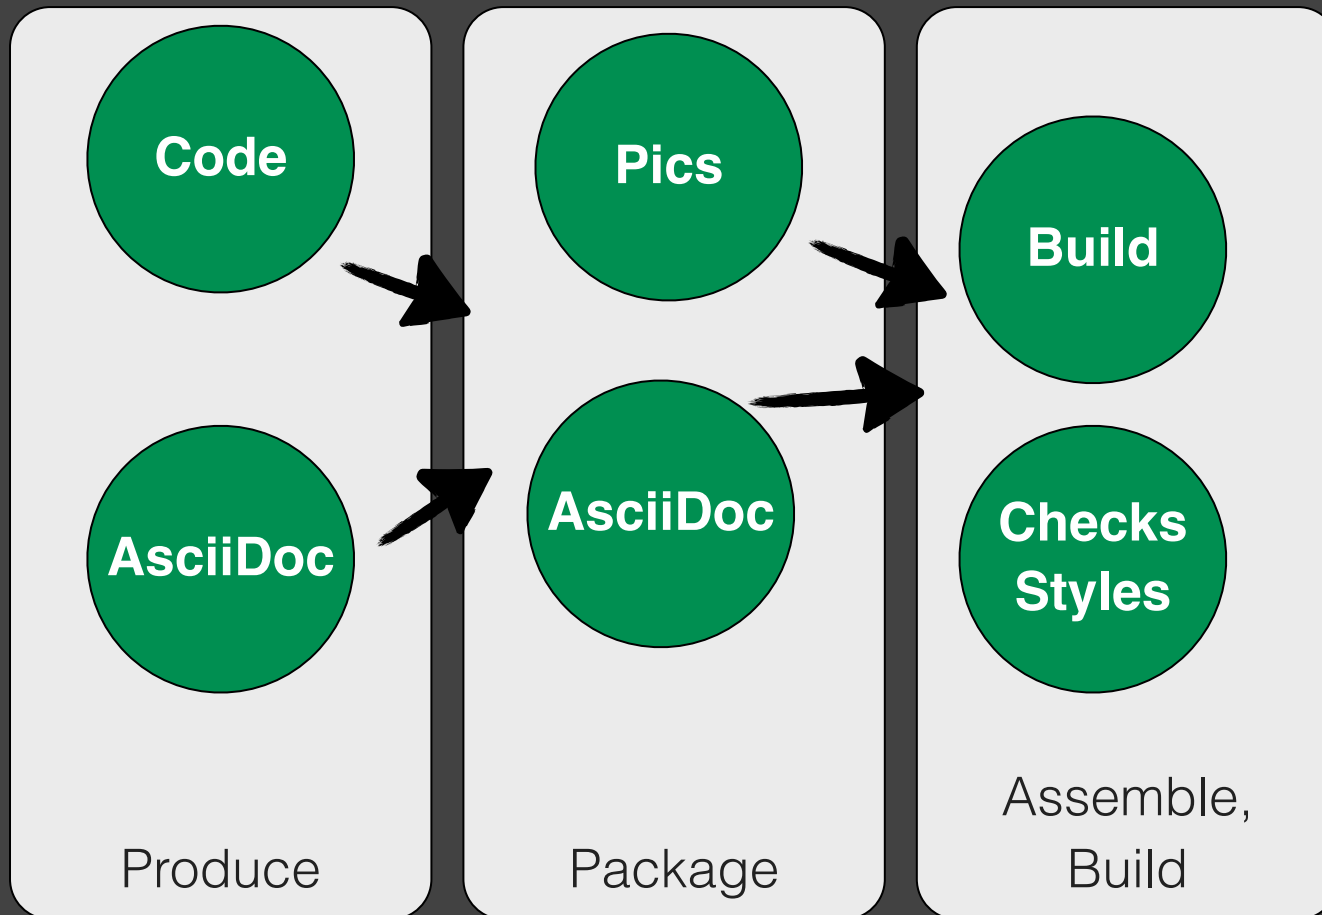 Code
AsciiDoc
Produce
Pics
AsciiDoc
Package
Build
Checks
Styles
Assemble,
Build